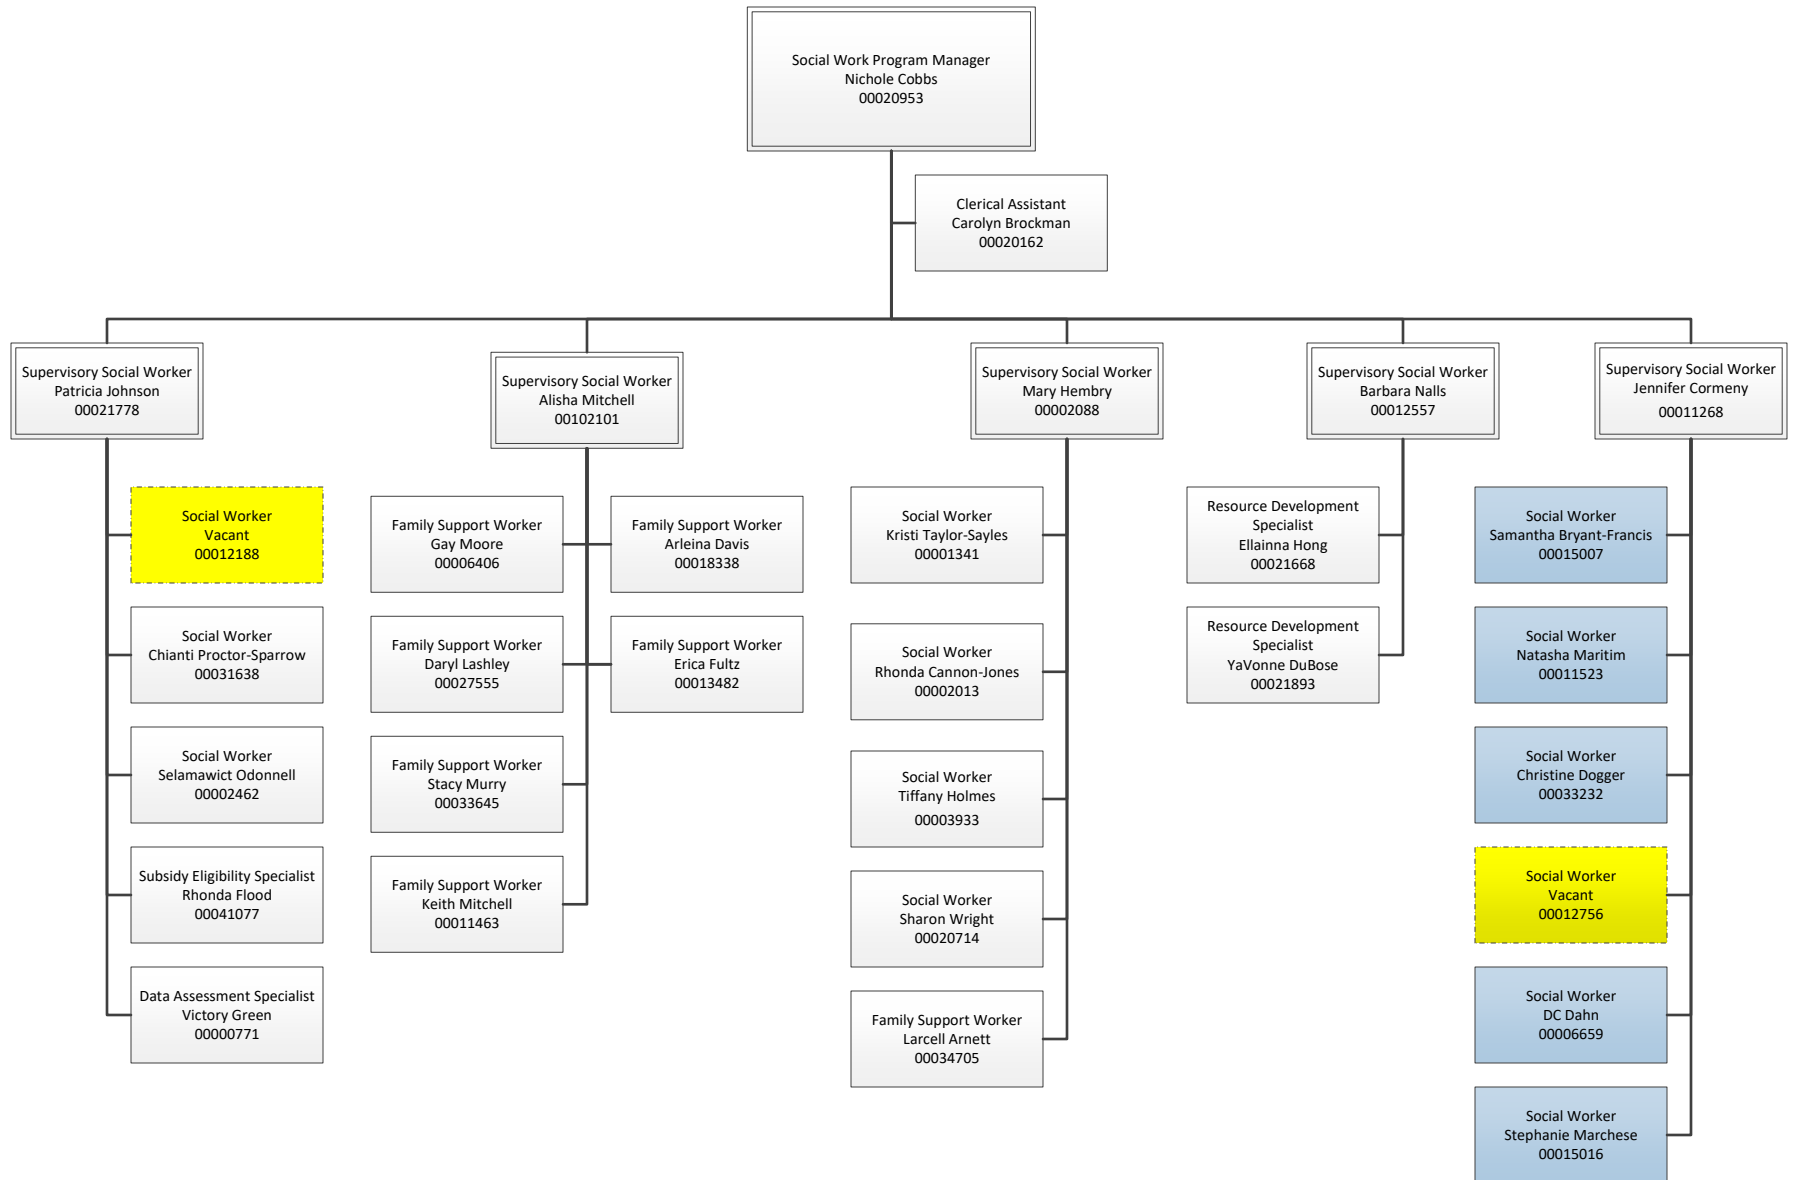 Social Work Program Manager
Nichole Cobbs
00020953
Clerical Assistant
Carolyn Brockman
00020162
Supervisory Social Worker
Patricia Johnson
00021778
Social Worker
Vacant
00012188
Social Worker
Chianti Proctor-Sparrow
00031638
Social Worker
Selamawict Odonnell
00002462
Subsidy Eligibility Specialist
Rhonda Flood
00041077
Data Assessment Specialist
Victory Green
00000771
Supervisory Social Worker
Alisha Mitchell
00102101
Family Support Worker
Gay Moore
00006406
Family Support Worker
Arleina Davis
00018338
Family Support Worker
Daryl Lashley
00027555
Family Support Worker
Erica Fultz
00013482
Family Support Worker
Stacy Murry
00033645
Family Support Worker
Keith Mitchell
00011463
Supervisory Social Worker
Mary Hembry
00002088
Social Worker
Kristi Taylor-Sayles
00001341
Social Worker
Rhonda Cannon-Jones
00002013
Social Worker
Tiffany Holmes
00003933
Social Worker
Sharon Wright
00020714
Family Support Worker
Larcell Arnett
00034705
Supervisory Social Worker
Barbara Nalls
00012557
Resource Development
Specialist
Ellainna Hong
00021668
Resource Development
Specialist
YaVonne DuBose
00021893
Supervisory Social Worker
Jennifer Cormeny
00011268
Social Worker
Samantha Bryant-Francis
00015007
Social Worker
Natasha Maritim
00011523
Social Worker
Christine Dogger
00033232
Social Worker
Vacant
00012756
Social Worker
DC Dahn
00006659
Social Worker
Stephanie Marchese
00015016